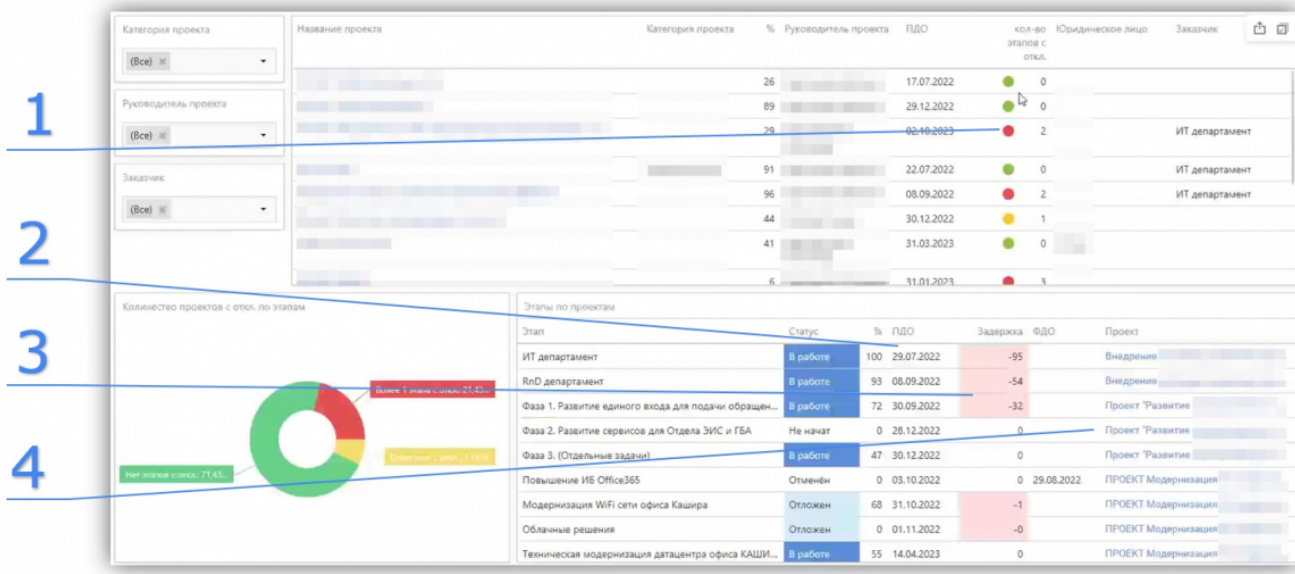 Категория проекта
(Все)
Руководитель проекта
(Все)
Заказчик
(Все)
1
2
3
4
Название проекта Категория проекта % Руководитель проекта ПДО кол-во этапов с откл. Юридическое лицо Заказчик
26 17.07.2022 0
89 29.12.2022 0
29 02.10.2023 2 ИТ департамент
91 22.07.2022 0 ИТ департамент
96 08.09.2022 2 ИТ департамент
44 30.12.2022 1
41 31.03.2023 0
6 31.01.2023 3
Количество проектов с откл. по этапам
Более 1 этапа с откл.: 21,43...
Нет этапов с откл.: 71,43...
Этапы по проектам
Этап Статус % ПДО Задержка ФДО Проект
ИТ департамент В работе 100 29.07.2022 -95 Внедрение
RnD департамент В работе 93 08.09.2022 -54 Внедрение
Фаза 1. Развитие единого входа для подачи обращен... В работе 72 30.09.2022 -32 Проект "Развитие
Фаза 2. Развитие сервисов для Отдела ЭИС и ГБА Не начат 0 28.12.2022 0 Проект "Развитие
Фаза 3. (Отдельные задачи) В работе 47 30.12.2022 0 Проект "Развитие
Повышение ИБ Office365 Отменён 0 03.10.2022 0 29.08.2022 ПРОЕКТ Модернизация
Модернизация WiFi сети офиса Кашира Отложен 68 31.10.2022 -1 ПРОЕКТ Модернизация
Облачные решения Отложен 0 01.11.2022 -0 ПРОЕКТ Модернизация
Техническая модернизация датацентра офиса КАШИ... В работе 55 14.04.2023 0 ПРОЕКТ Модернизация